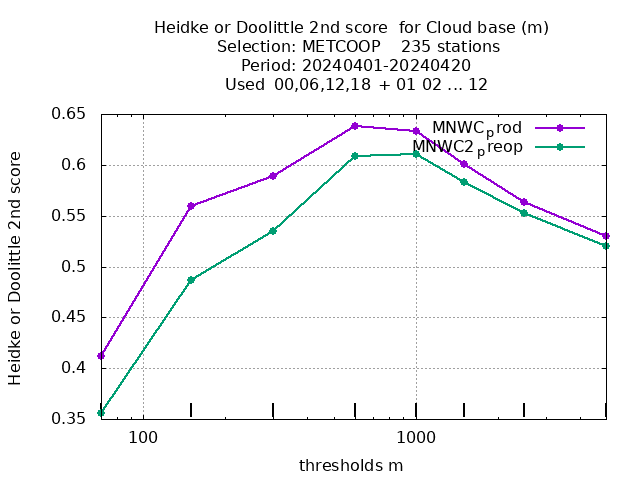 Heidke or Doolittle 2nd score  for Cloud base (m)
Selection: METCOOP    235 stations
Period: 20240401-20240420
Used  00,06,12,18  + 01 02 ... 12
Heidke or Doolittle 2nd score
0.65
0.6
0.55
0.5
0.45
0.4
0.35
MNWCprod
MNWC2preop
100
1000
thresholds m